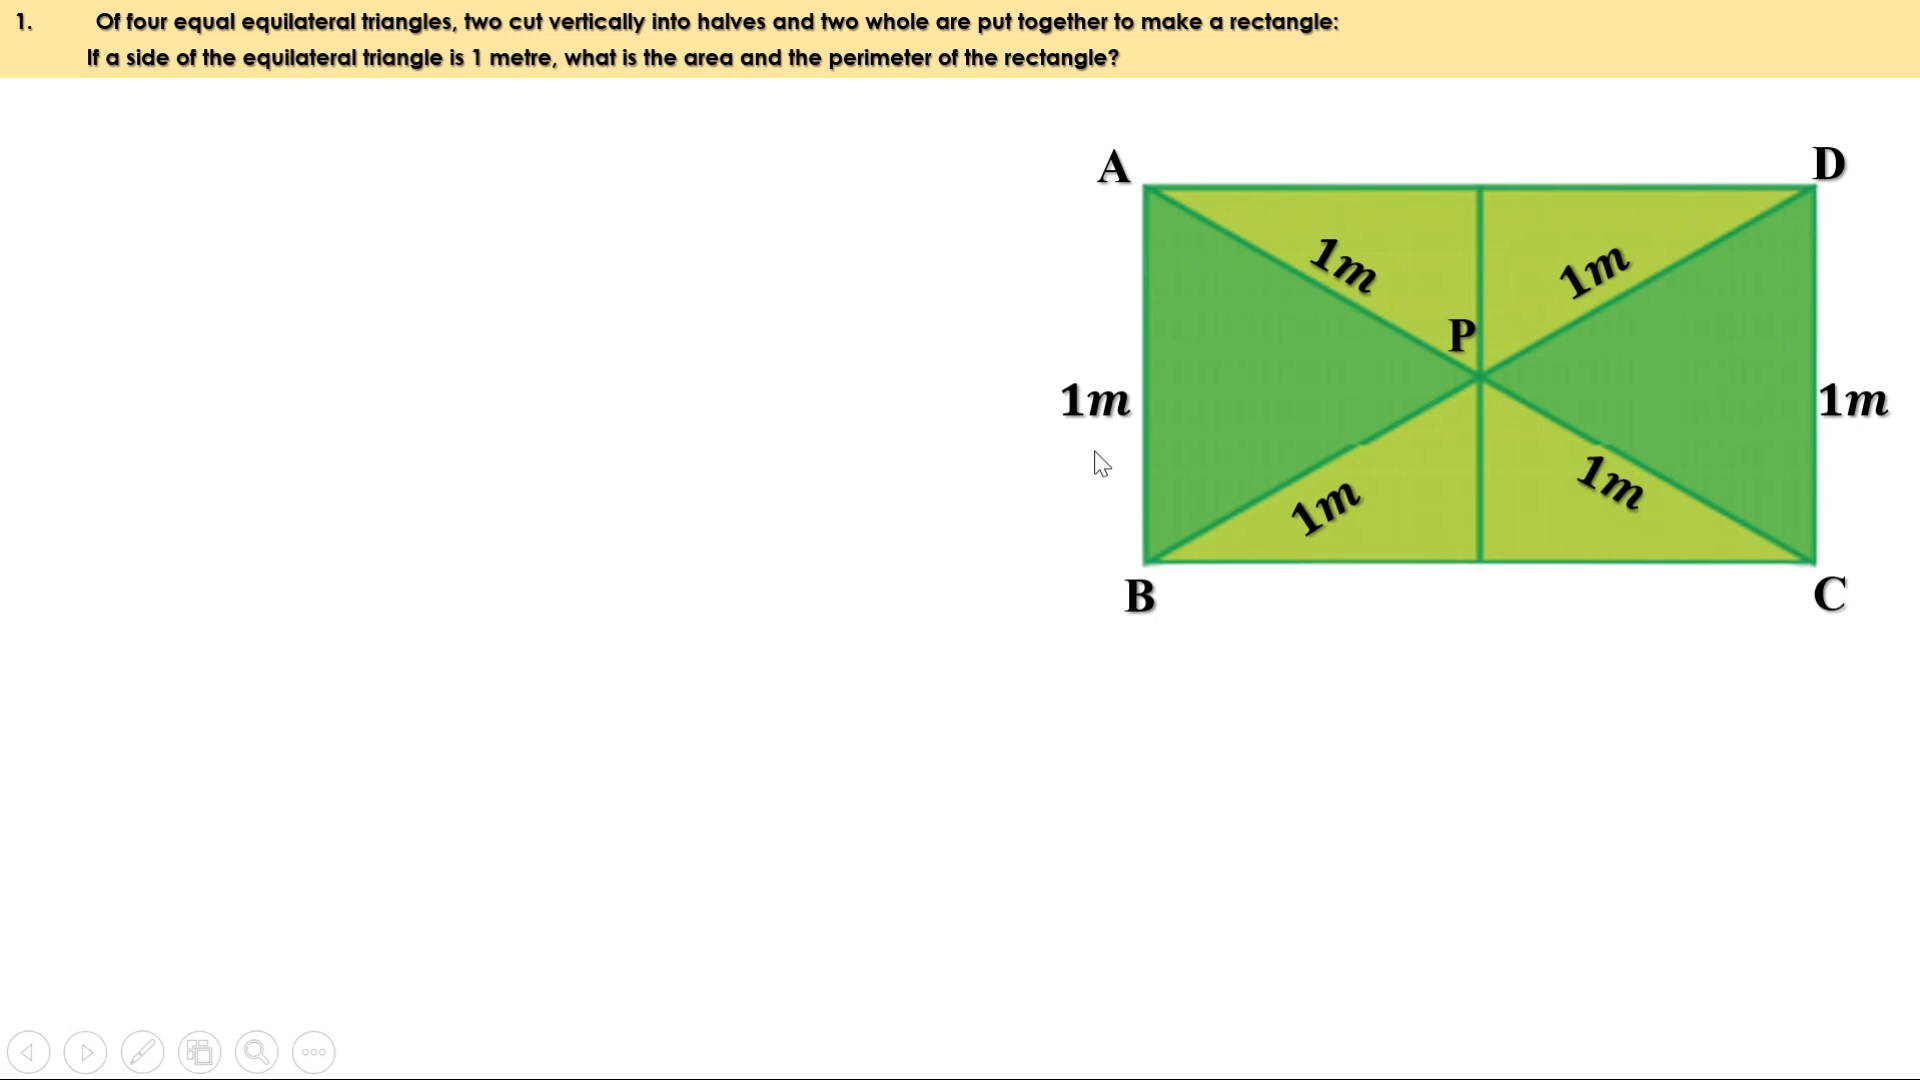 1. Of four equal equilateral triangles, two cut vertically into halves and two whole are put together to make a rectangle:
If a side of the equilateral triangle is 1 metre, what is the area and the perimeter of the rectangle?
A
D
1m
1m
P
1m
1m
1m
1m
B
C